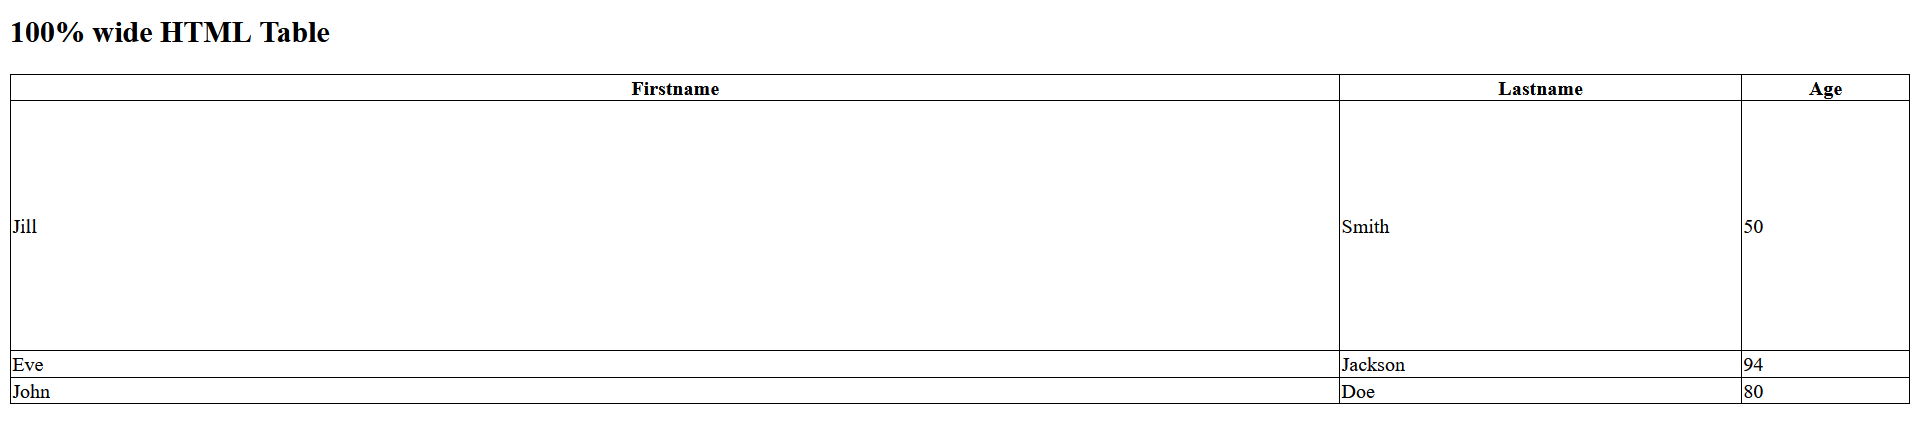 100% wide HTML Table
Firstname Lastname Age
Jill Smith 50
Eve Jackson 94
John Doe 80